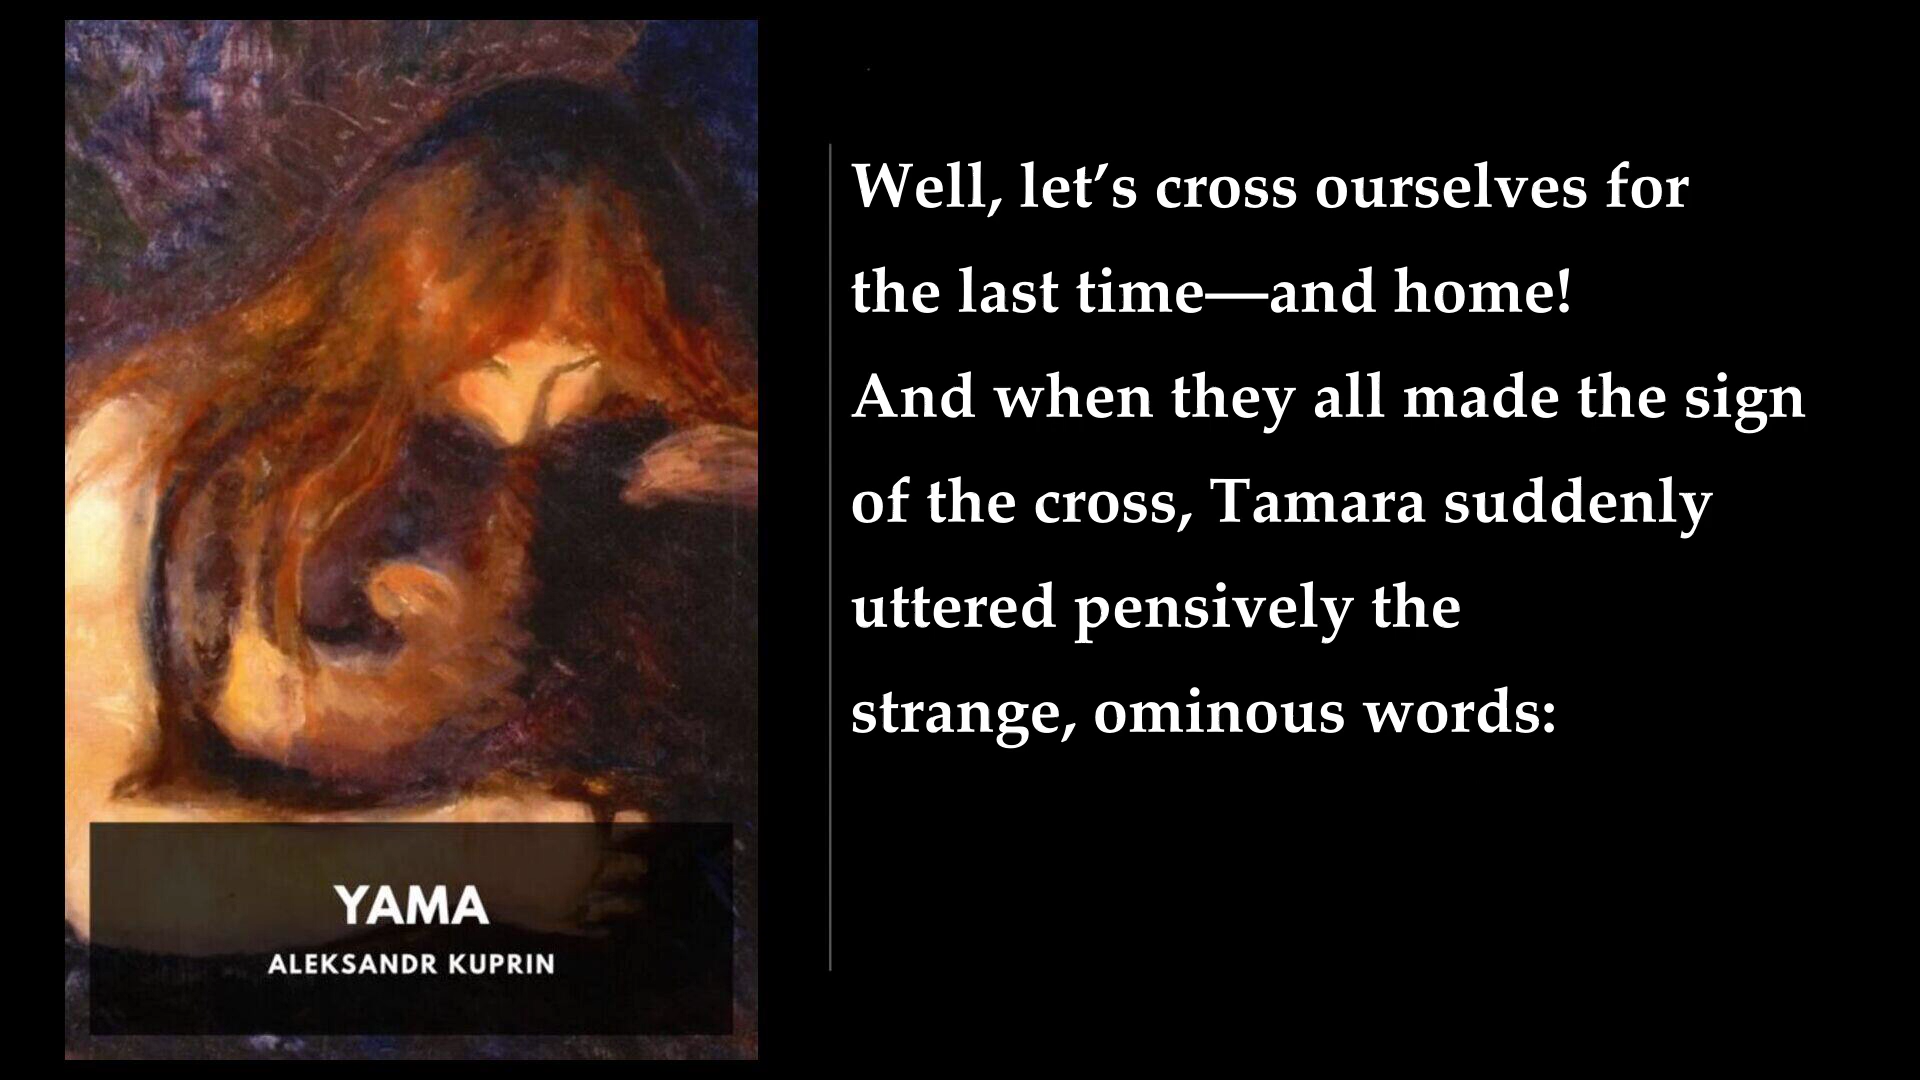 YAMA
ALEKSANDR KUPRIN
Well, let’s cross ourselves for
the last time—and home!
And when they all made the sign
of the cross, Tamara suddenly
uttered pensively the
strange, ominous words: